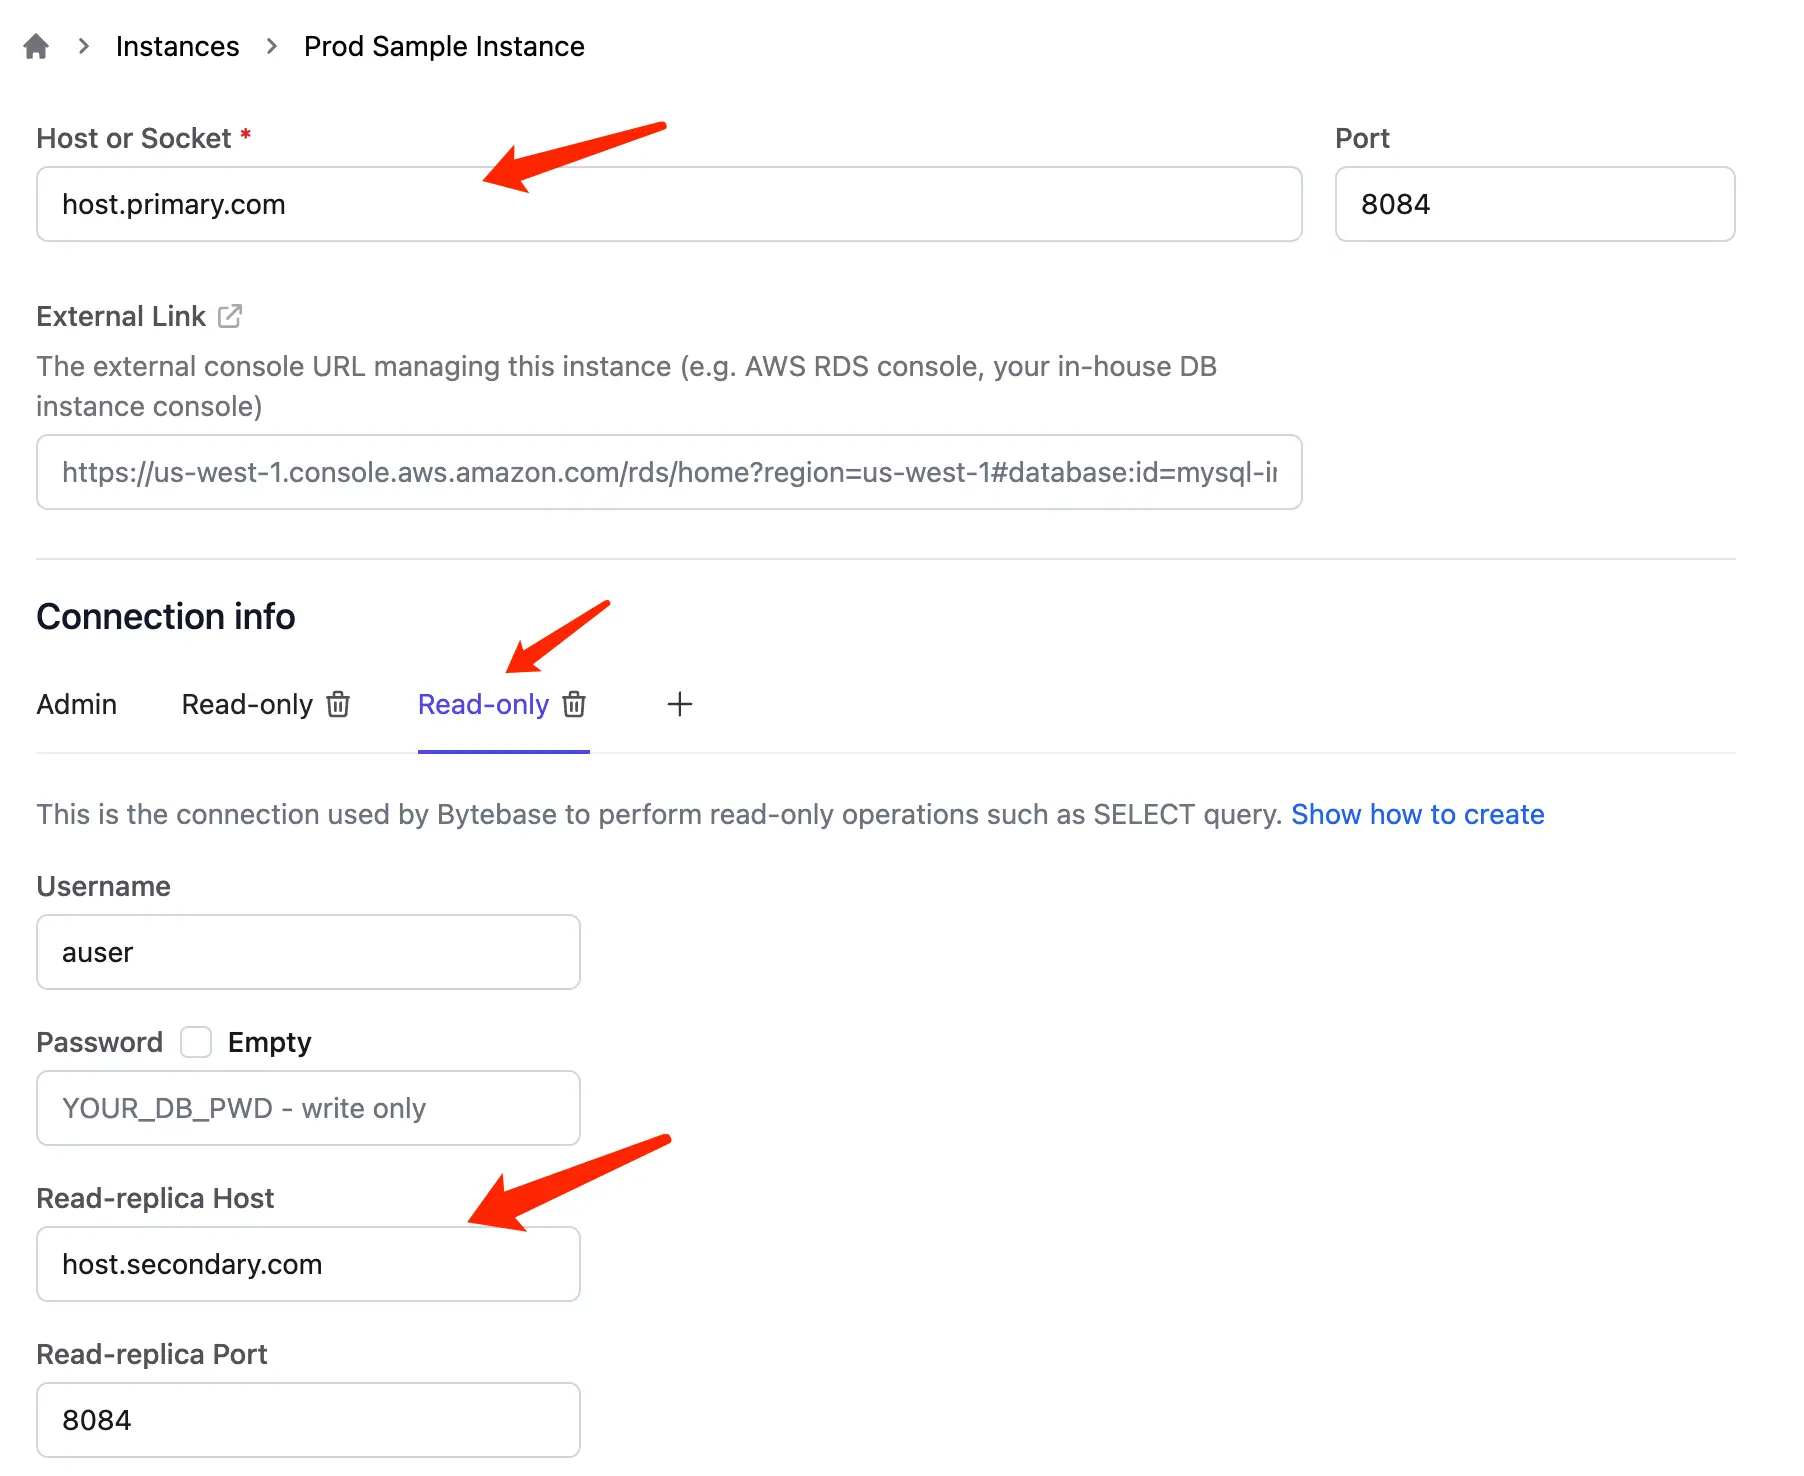 Instances > Prod Sample Instance
Host or Socket * Port
host.primary.com 8084
External Link
The external console URL managing this instance (e.g. AWS RDS console, your in-house DB
instance console)
https://us-west-1.console.aws.amazon.com/rds/home?region=us-west-1#database:id=mysql-i
Connection info
Admin Read-only Read-only +
This is the connection used by Bytebase to perform read-only operations such as SELECT query. Show how to create
Username
auser
Password Empty
YOUR_DB_PWD - write only
Read-replica Host
host.secondary.com
Read-replica Port
8084